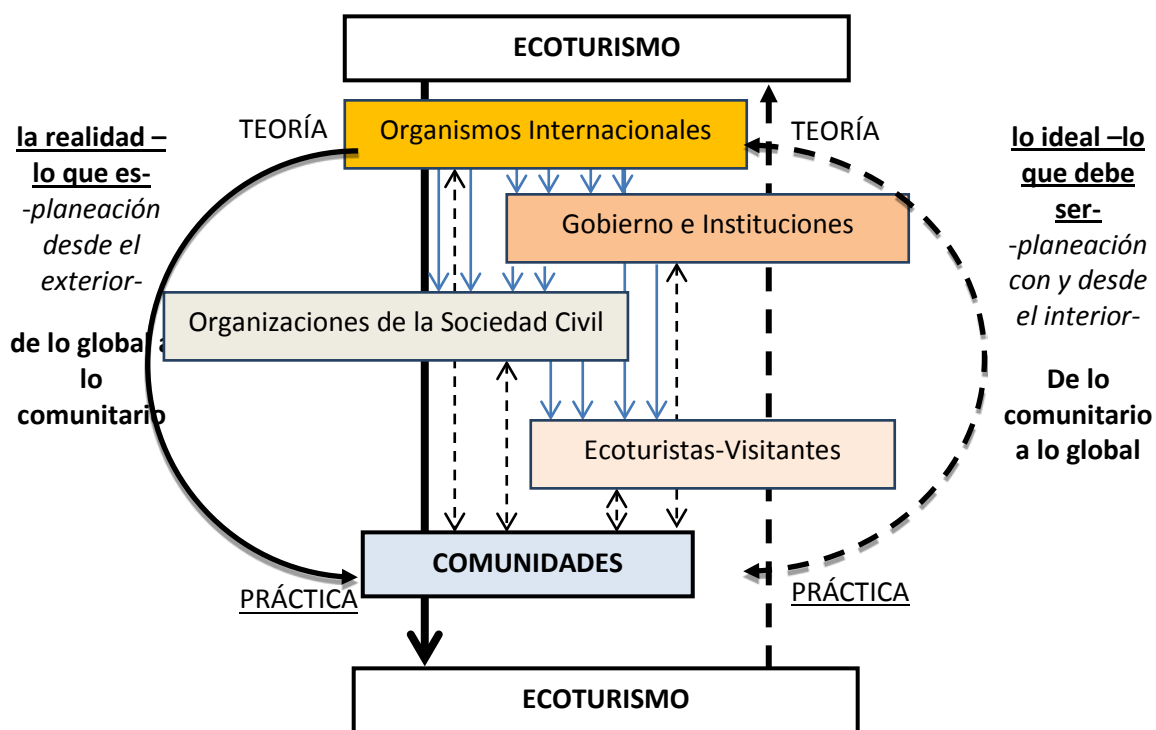 ECOTURISMO
TEORÍA
Organismos Internacionales
TEORÍA
la realidad –
lo que es-
-planeación
desde el
exterior-
de lo global a
lo
comunitario
lo ideal –lo
que debe
ser-
-planeación
con y desde
el interior-
De lo
comunitario
a lo global
Gobierno e Instituciones
Organizaciones de la Sociedad Civil
Ecoturistas-Visitantes
COMUNIDADES
PRÁCTICA
PRÁCTICA
ECOTURISMO